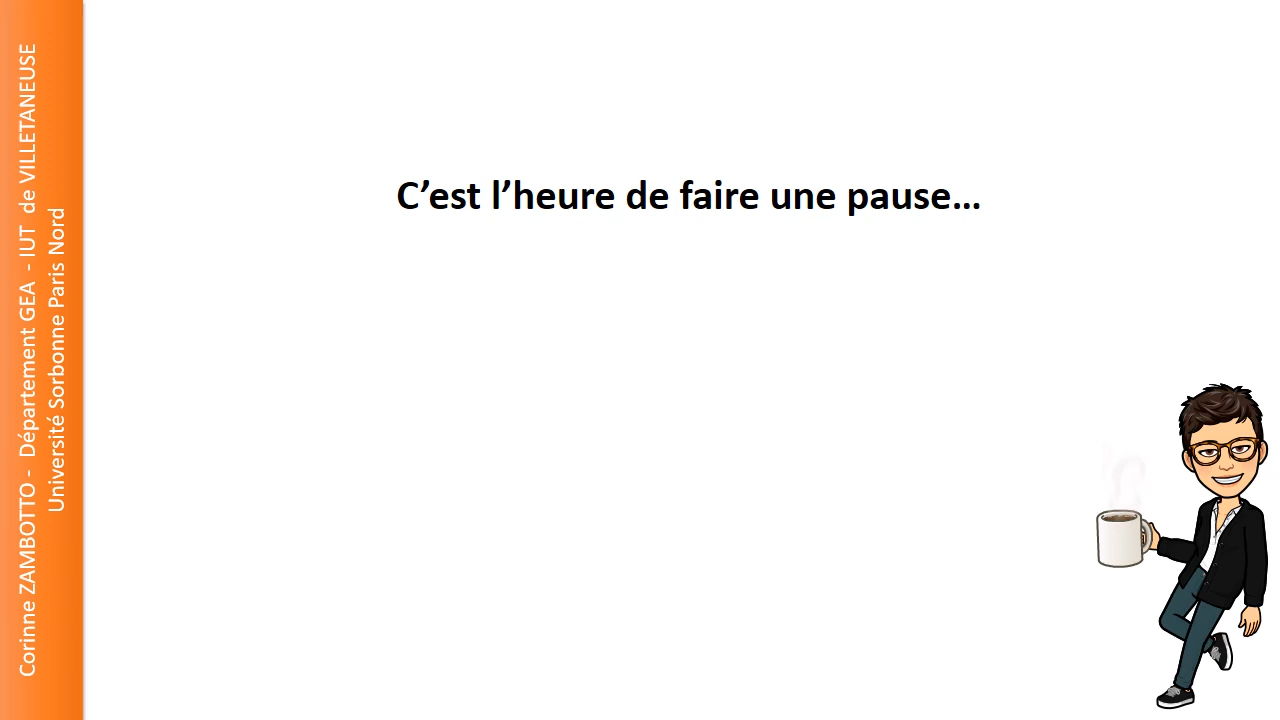 Corinne ZAMBOTTO - Département GEA - IUT de VILLETANEUSE
Université Sorbonne Paris Nord
C’est l’heure de faire une pause…